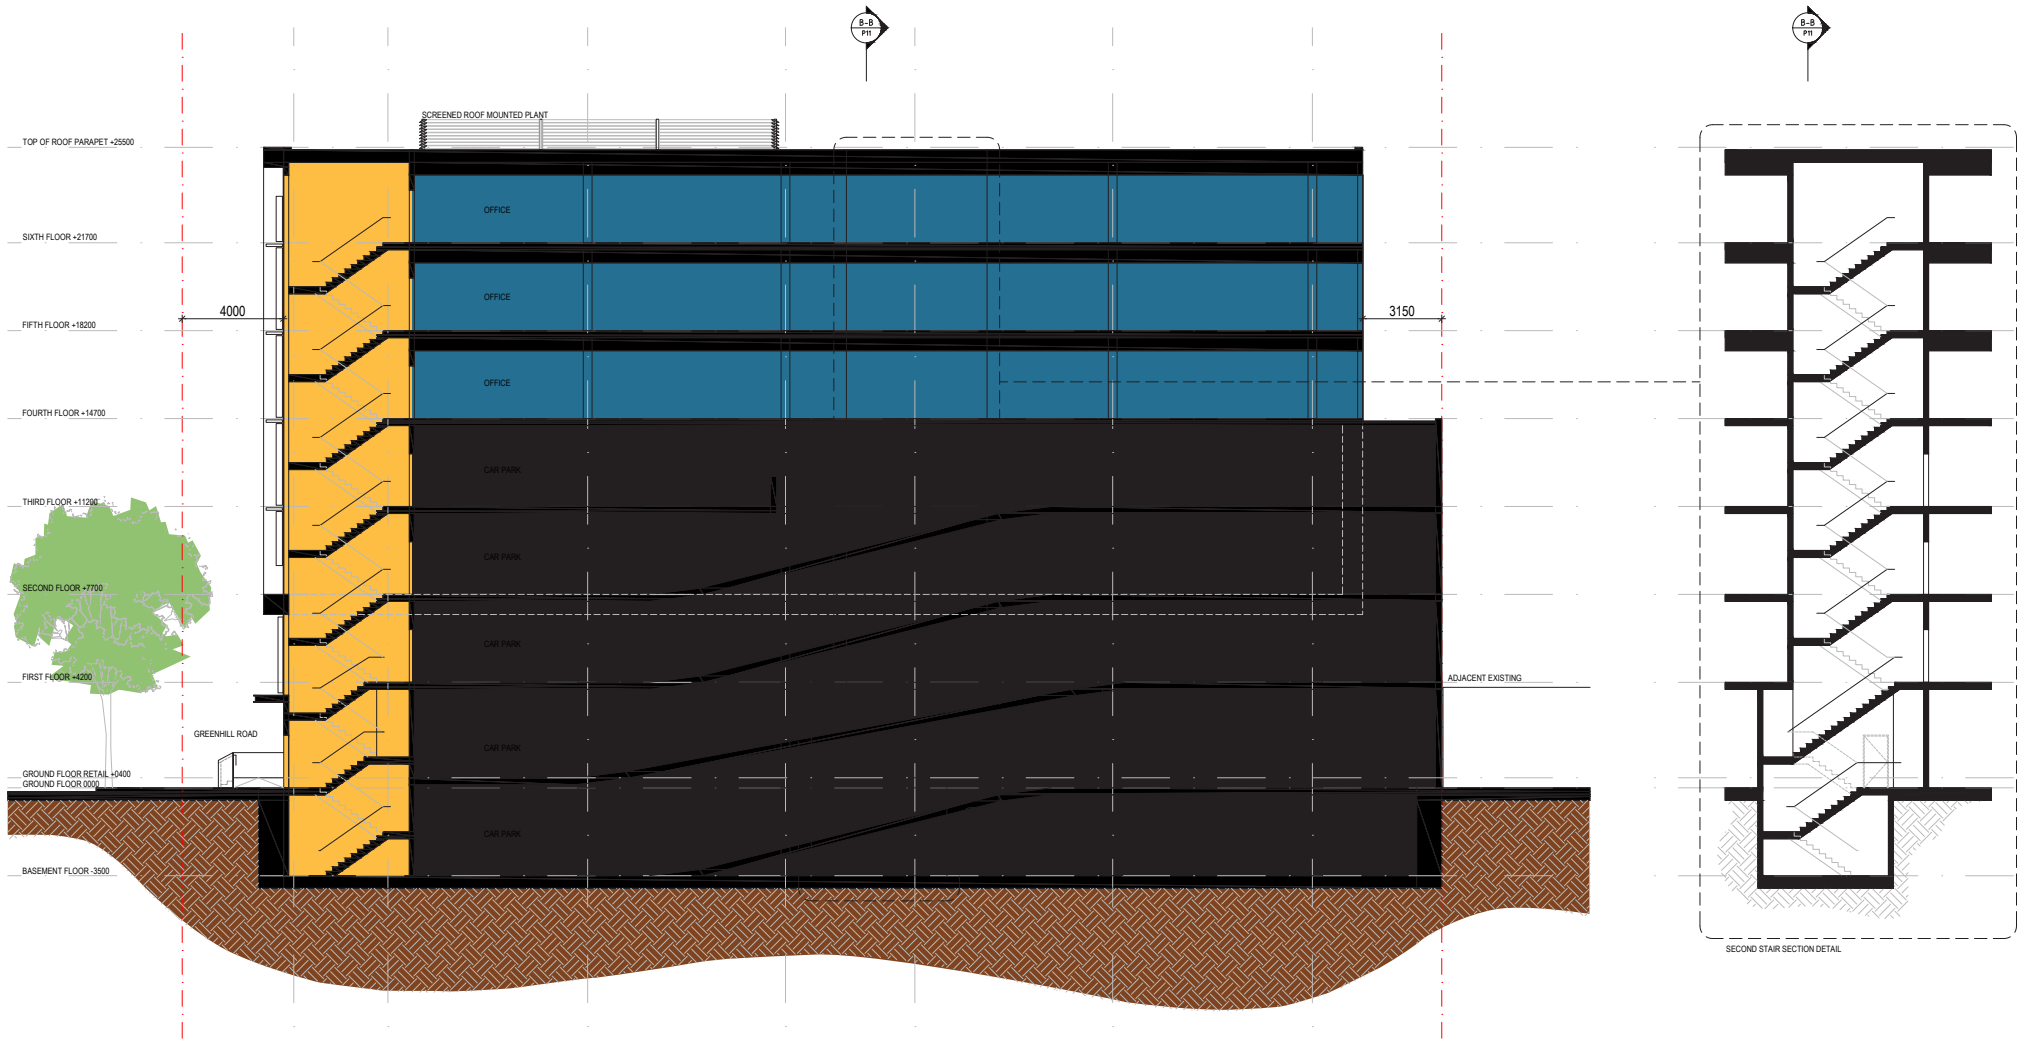 B-B
P11
B-B
P11
SCREENED ROOF MOUNTED PLANT
TOP OF ROOF PARAPET +25500
OFFICE
SIXTH FLOOR +21700
OFFICE
4000
3150
FIFTH FLOOR +18200
OFFICE
FOURTH FLOOR +14700
CAR PARK
THIRD FLOOR +11200
CAR PARK
SECOND FLOOR +7700
CAR PARK
FIRST FLOOR +4200
ADJACENT EXISTING
GREENHILL ROAD
CAR PARK
GROUND FLOOR RETAIL +0400
GROUND FLOOR 0000
CAR PARK
BASEMENT FLOOR -3500
SECOND STAIR SECTION DETAIL